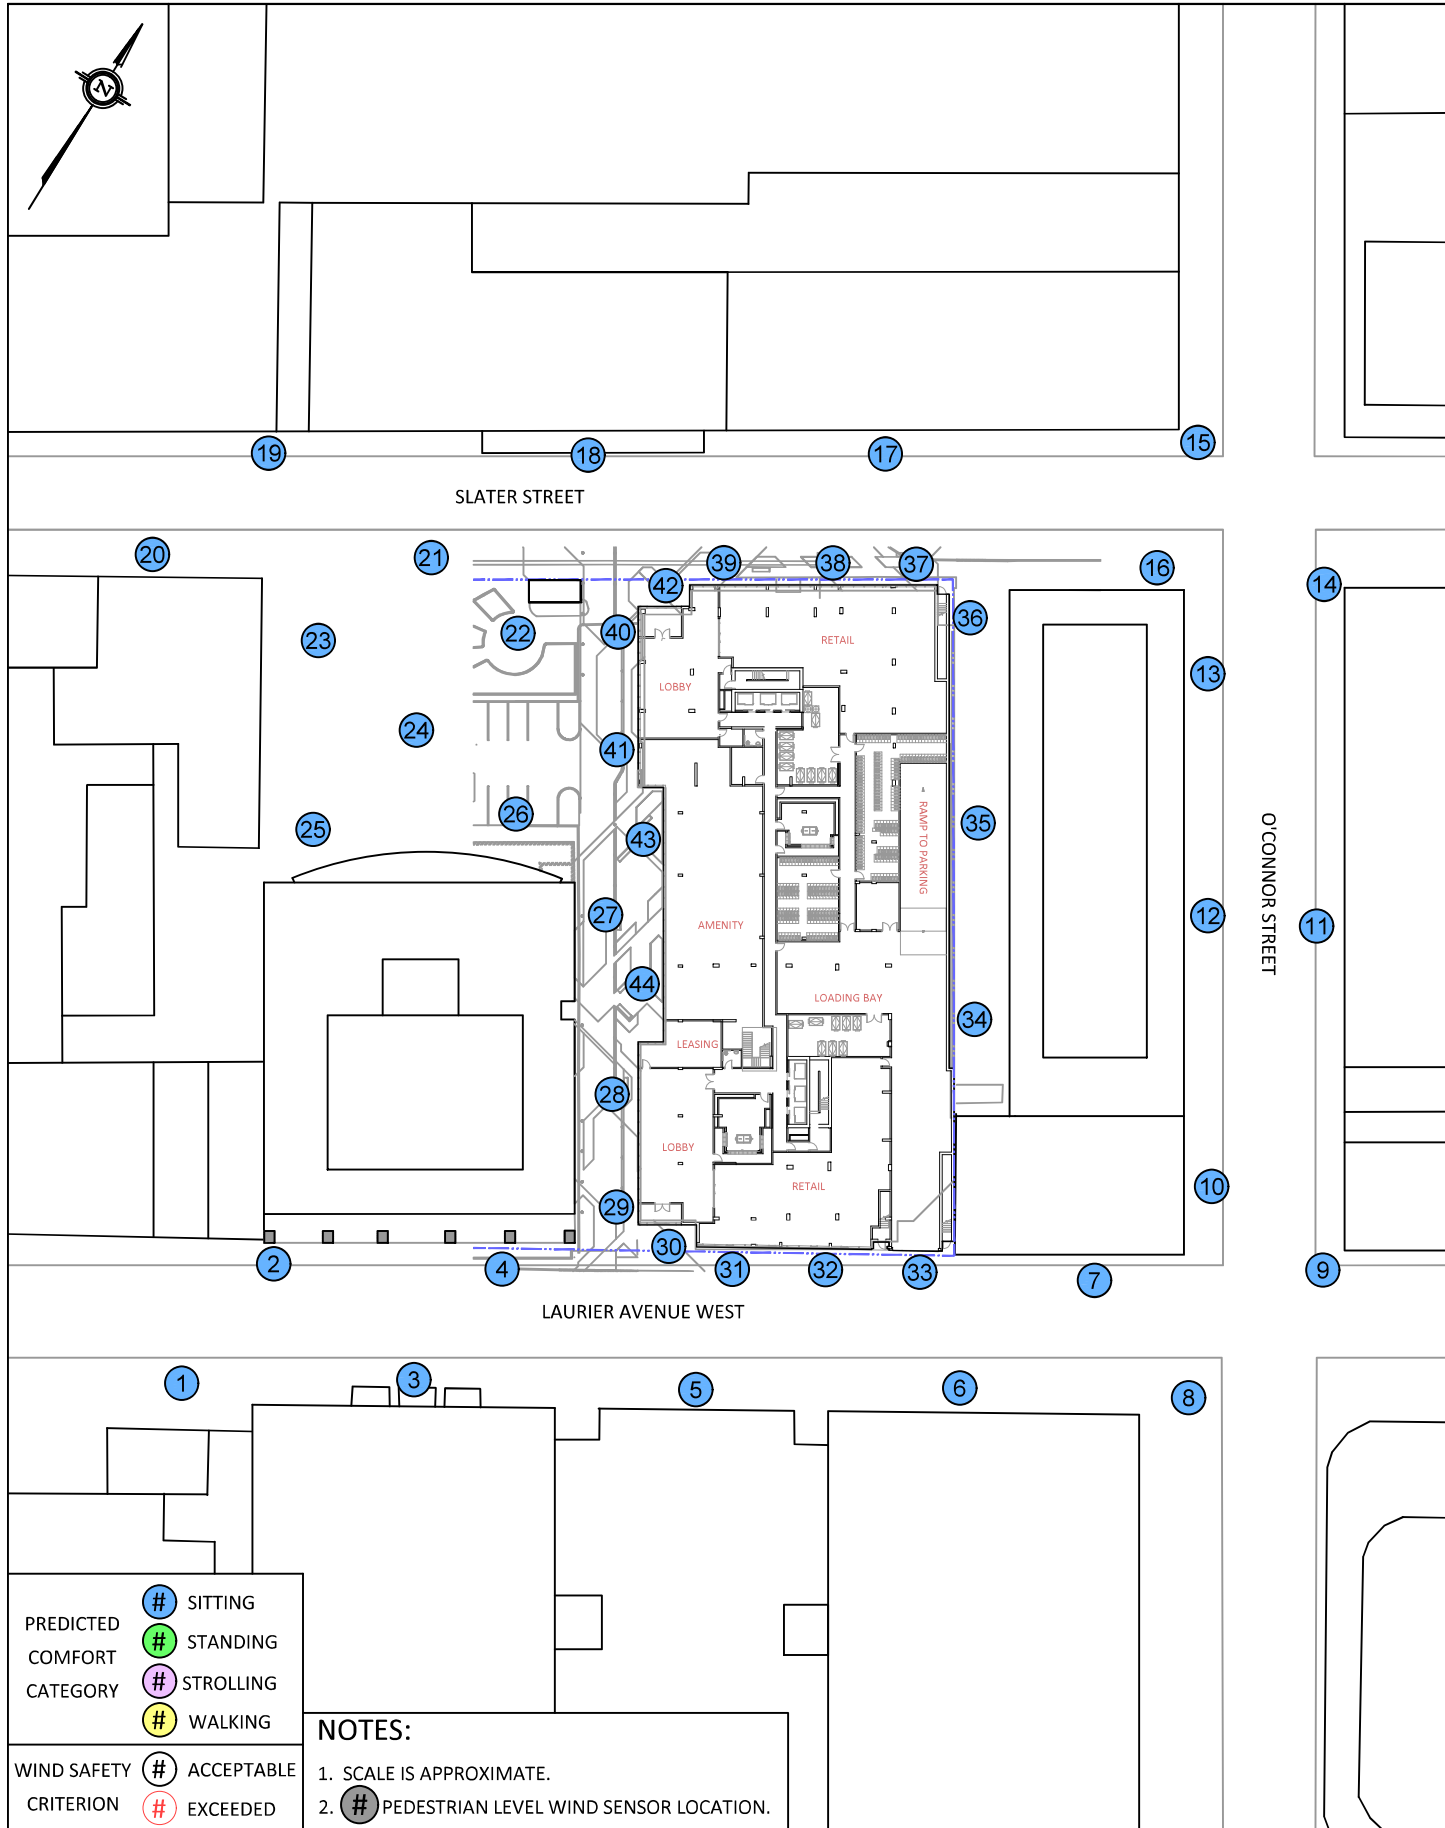 N
19
18
17
15
SLATER STREET
20
21
39
38
37
16
14
42
23
22
40
36
RETAIL
13
LOBBY
24
41
26
25
43
35
RAMP TO PARKING
O'CONNOR STREET
27
AMENITY
12
11
44
LOADING BAY
34
LEASING
28
LOBBY
RETAIL
10
29
30
2
4
31
32
33
7
9
LAURIER AVENUE WEST
1
3
5
6
8
PREDICTED
COMFORT
CATEGORY
# SITTING
# STANDING
# STROLLING
# WALKING
WIND SAFETY
CRITERION
# ACCEPTABLE
# EXCEEDED
NOTES:
1. SCALE IS APPROXIMATE.
2. # PEDESTRIAN LEVEL WIND SENSOR LOCATION.